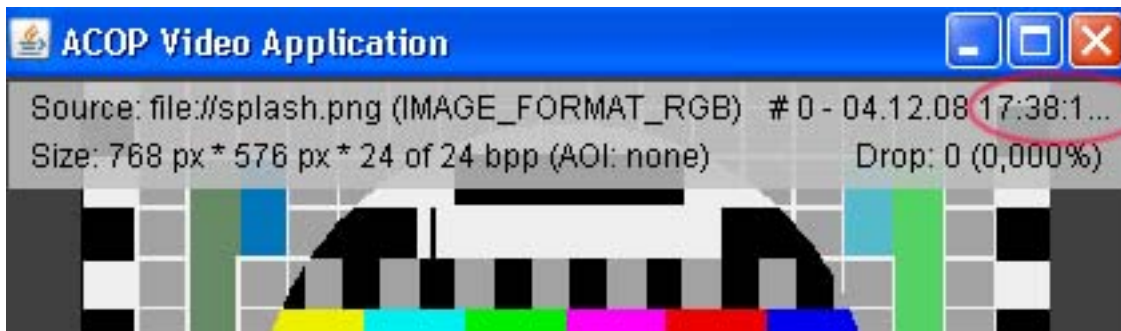 ACOP Video Application
Source: file://splash.png (IMAGE_FORMAT_RGB) # 0 - 04.12.08 17:38:1...
Size: 768 px * 576 px * 24 of 24 bpp (AOI: none) Drop: 0 (0,000%)